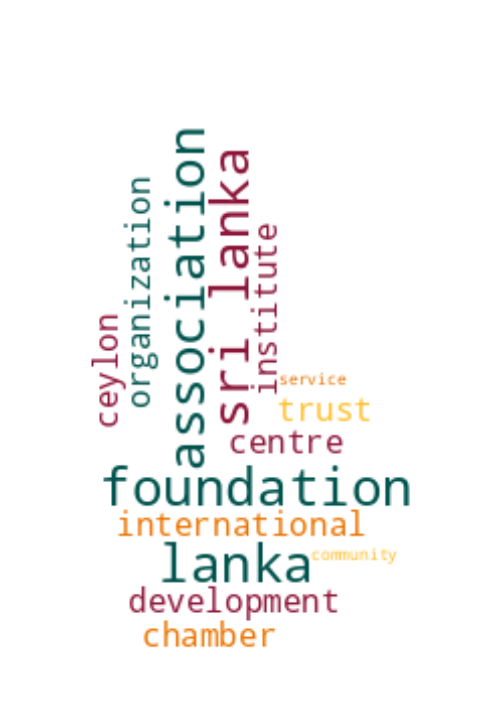 association
sri lanka
organization
institute
ceylon
service
trust
centre
foundation
international
lanka
community
development
chamber